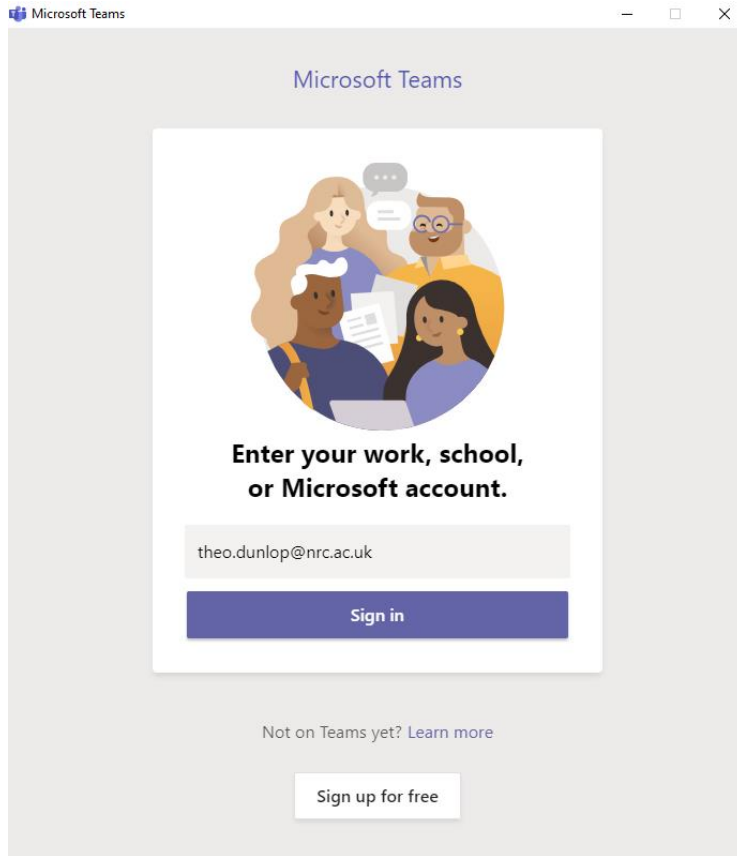 Microsoft Teams
Microsoft Teams
Enter your work, school,
or Microsoft account.
theo.dunlop@nrc.ac.uk
Sign in
Not on Teams yet? Learn more
Sign up for free